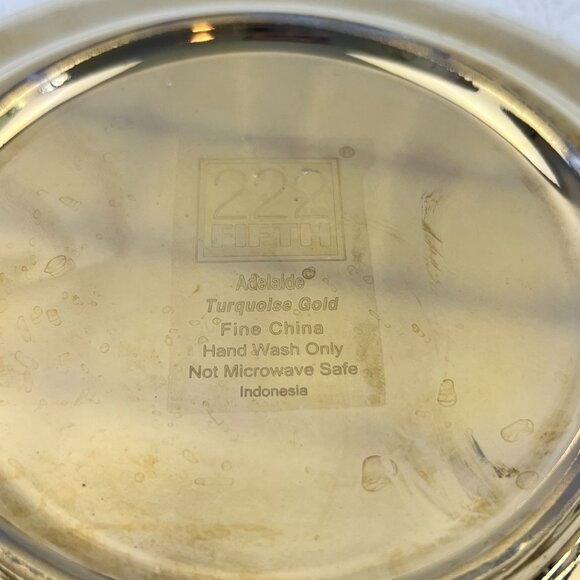 222 ®
FIFTH
Adelaide®
Turquoise Gold
Fine China
Hand Wash Only
Not Microwave Safe
Indonesia